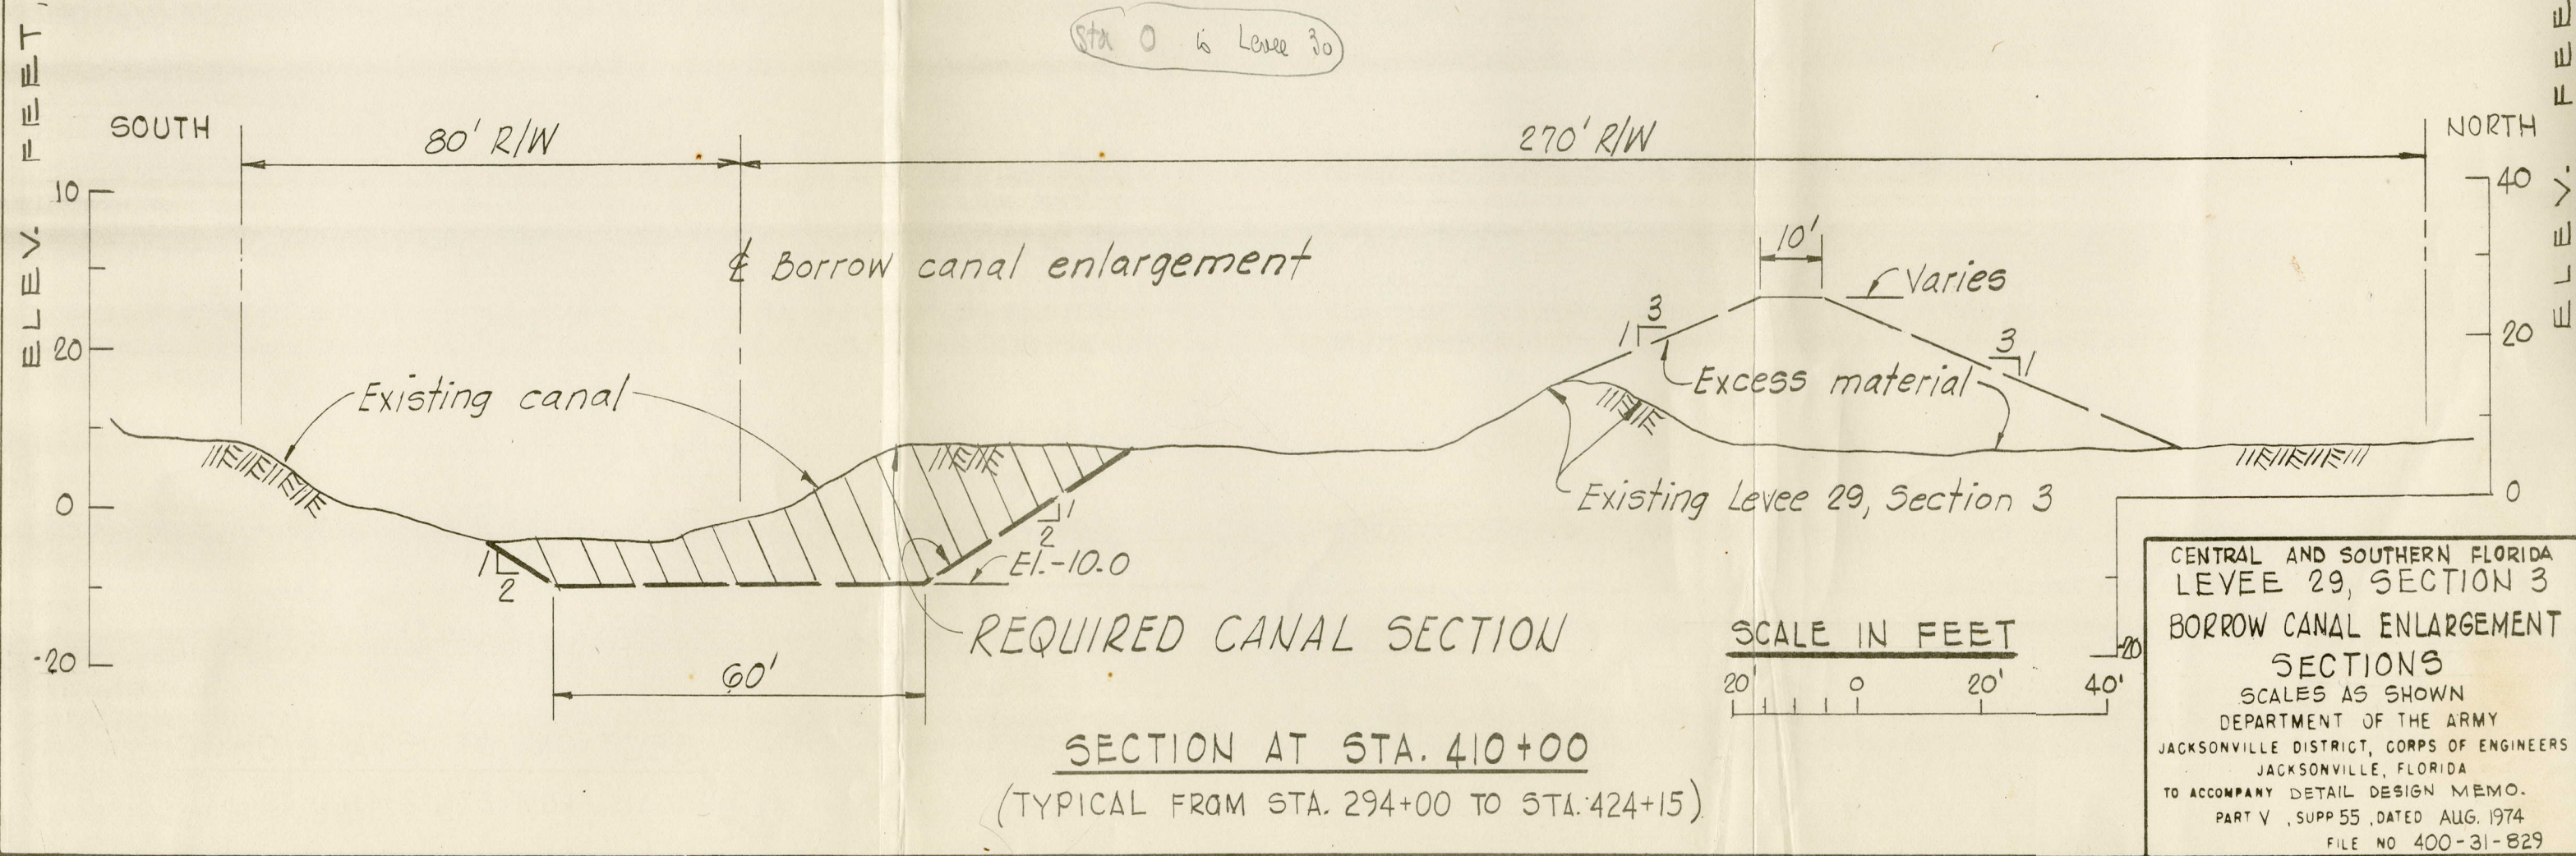 Sta 0 is Levee 30
ELEV. FEET
ELEV. FEET
SOUTH
80' R/W
270' R/W
NORTH
10
40
10'
℄ Borrow canal enlargement
Varies
1 3
20
3 1
20
Existing canal
Excess material
0
Existing Levee 29, Section 3
0
1 2
1 2
El.-10.0
REQUIRED CANAL SECTION
-20
60'
SCALE IN FEET
-20
20' 0 20' 40'
SECTION AT STA. 410+00
(TYPICAL FROM STA. 294+00 TO STA. 424+15)
CENTRAL AND SOUTHERN FLORIDA
LEVEE 29, SECTION 3
BORROW CANAL ENLARGEMENT
SECTIONS
SCALES AS SHOWN
DEPARTMENT OF THE ARMY
JACKSONVILLE DISTRICT, CORPS OF ENGINEERS
JACKSONVILLE, FLORIDA
TO ACCOMPANY DETAIL DESIGN MEMO.
PART V , SUPP 55 , DATED AUG. 1974
FILE NO 400-31-829